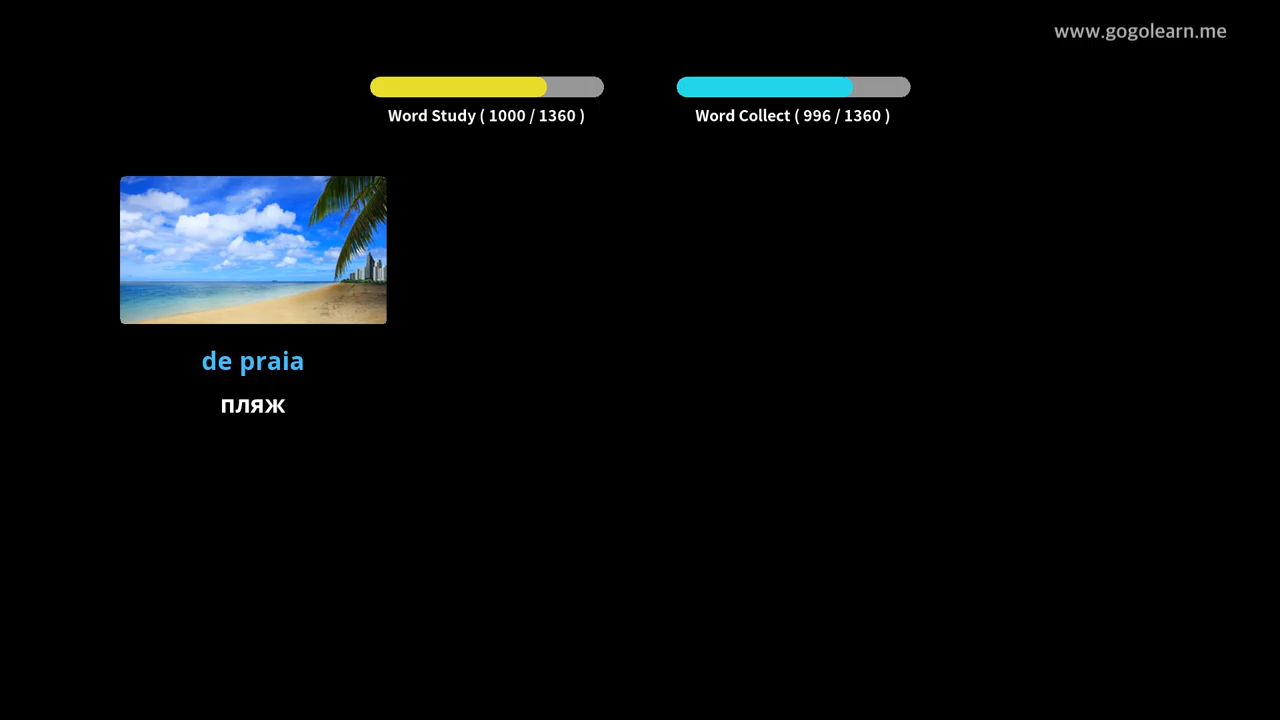 www.gogolearn.me
Word Study ( 1000 / 1360 )
Word Collect ( 996 / 1360 )
de praia
пляж